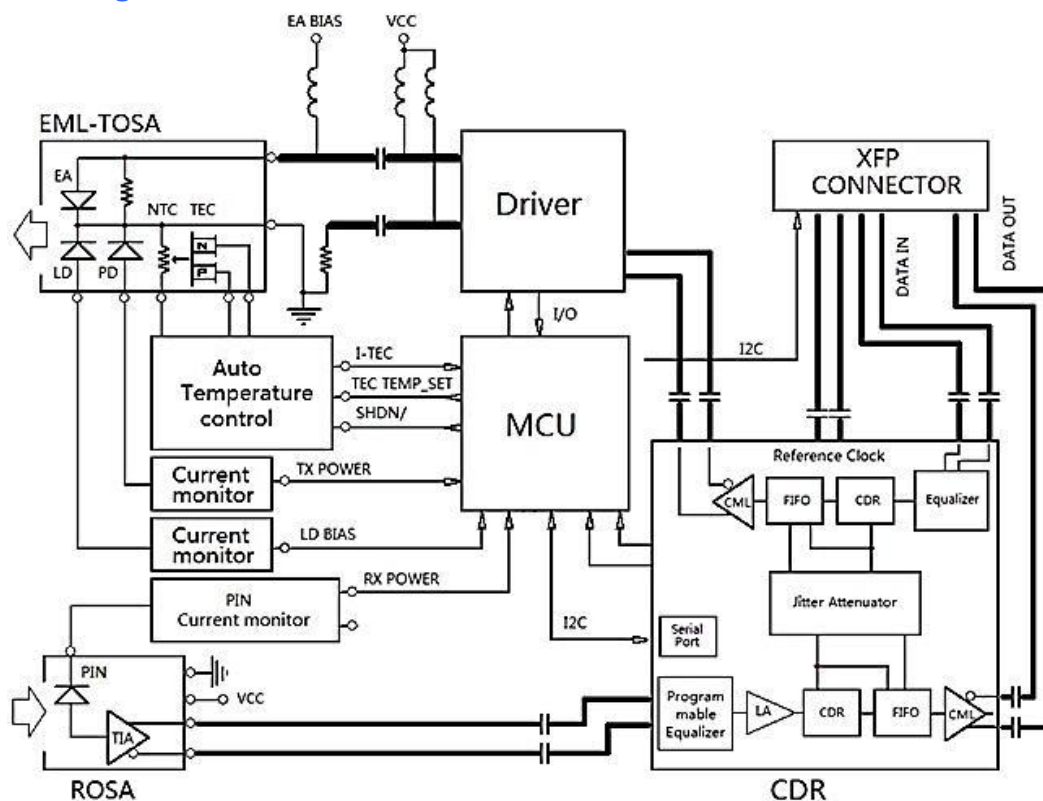 EA BIAS
VCC
EML-TOSA
EA
NTC TEC
N
P
LD
PD
Driver
XFP
CONNECTOR
DATA IN
DATA OUT
I/O
I2C
Auto
Temperature
control
I-TEC
TEC TEMP_SET
SHDN/
MCU
Current
monitor
TX POWER
Current
monitor
LD BIAS
PIN
Current monitor
RX POWER
I2C
Reference Clock
CML
FIFO
CDR
Equalizer
Jitter Attenuator
Serial
Port
Program
mable
Equalizer
LA
CDR
FIFO
CML
PIN
VCC
TIA
ROSA
CDR